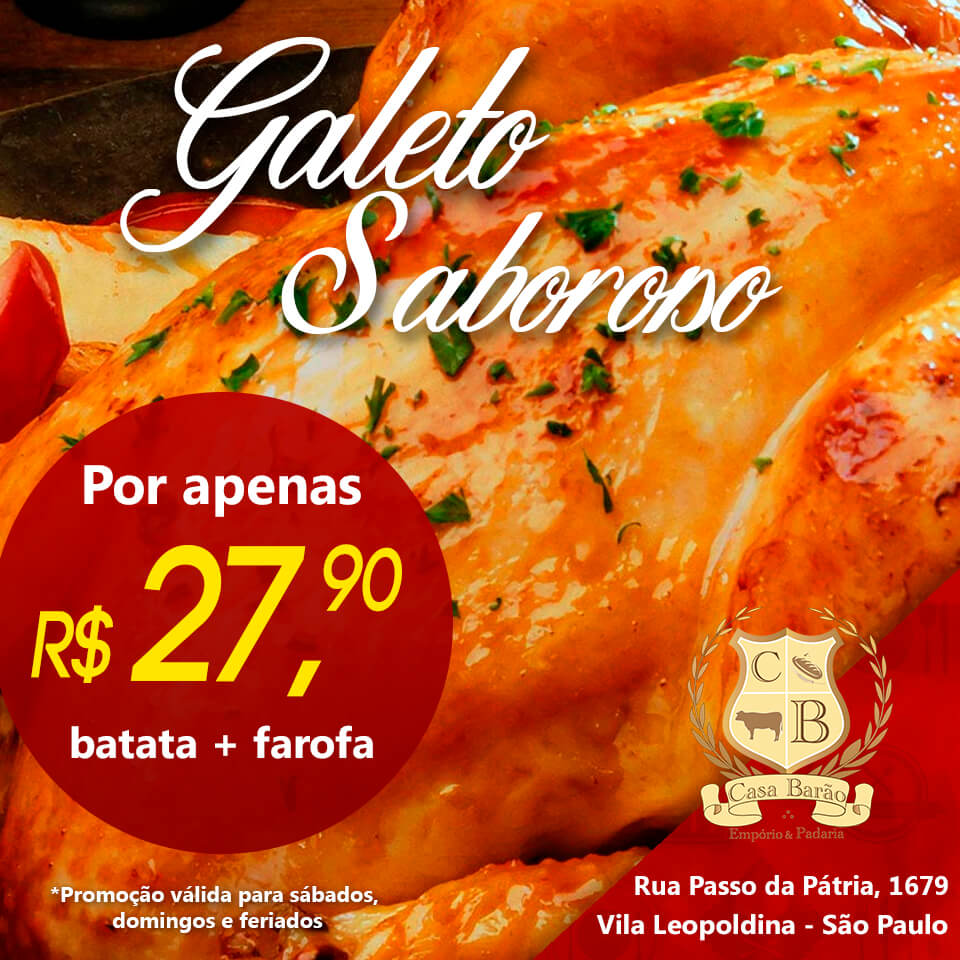 Galeto
Saboroso
Por apenas
R$ 27,90
batata + farofa
C
B
Casa Barão
Empório & Padaria
*Promoção válida para sábados,
domingos e feriados
Rua Passo da Pátria, 1679
Vila Leopoldina - São Paulo